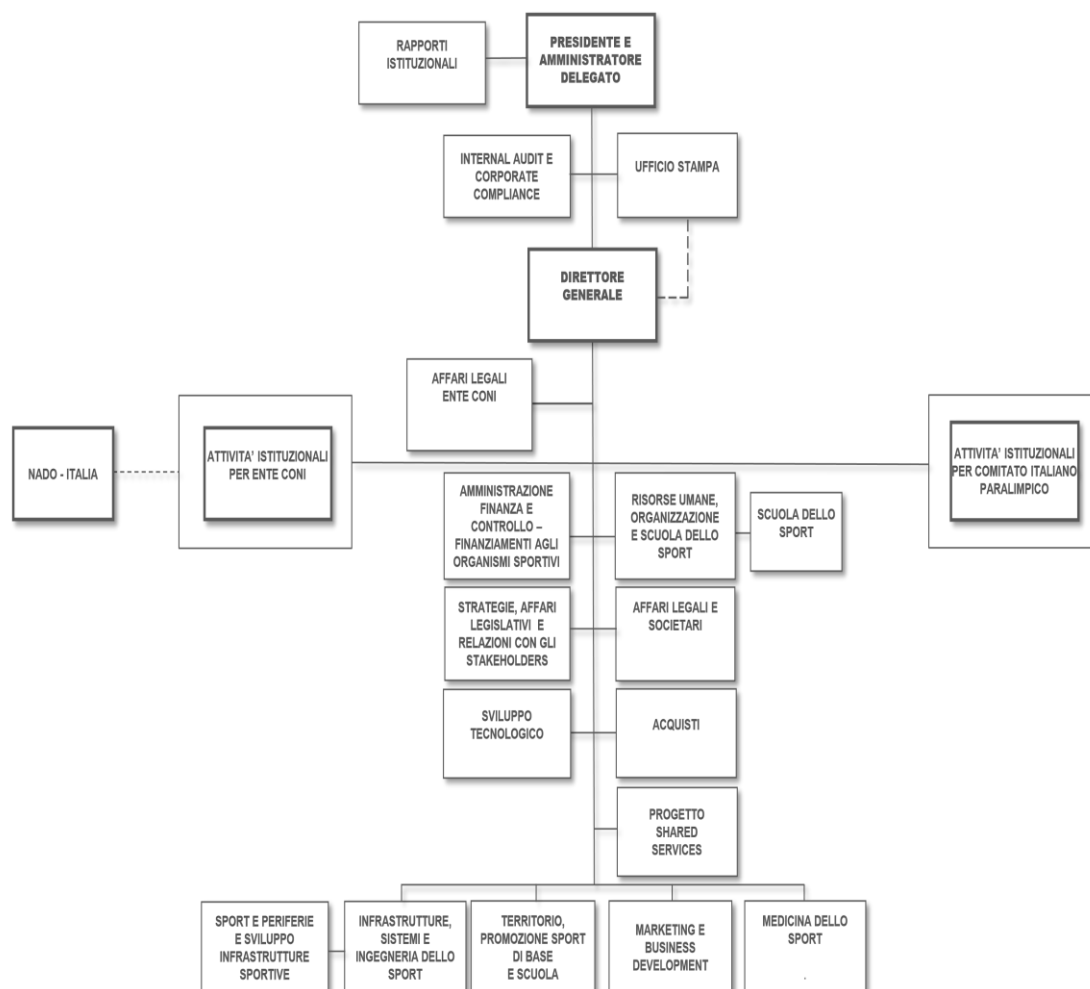 RAPPORTI
ISTITUZIONALI
PRESIDENTE E
AMMINISTRATORE
DELEGATO
INTERNAL AUDIT E
CORPORATE
COMPLIANCE
UFFICIO STAMPA
DIRETTORE
GENERALE
AFFARI LEGALI
ENTE CONI
NADO - ITALIA
ATTIVITA' ISTITUZIONALI
PER ENTE CONI
ATTIVITA' ISTITUZIONALI
PER COMITATO ITALIANO
PARALIMPICO
AMMINISTRAZIONE
FINANZA E
CONTROLLO –
FINANZIAMENTI AGLI
ORGANISMI SPORTIVI
RISORSE UMANE,
ORGANIZZAZIONE
E SCUOLA DELLO
SPORT
SCUOLA DELLO
SPORT
STRATEGIE, AFFARI
LEGISLATIVI E
RELAZIONI CON GLI
STAKEHOLDERS
AFFARI LEGALI E
SOCIETARI
SVILUPPO
TECNOLOGICO
ACQUISTI
PROGETTO
SHARED
SERVICES
SPORT E PERIFERIE
E SVILUPPO
INFRASTRUTTURE
SPORTIVE
INFRASTRUTTURE,
SISTEMI E
INGEGNERIA DELLO
SPORT
TERRITORIO,
PROMOZIONE SPORT
DI BASE
E SCUOLA
MARKETING E
BUSINESS
DEVELOPMENT
MEDICINA DELLO
SPORT
.